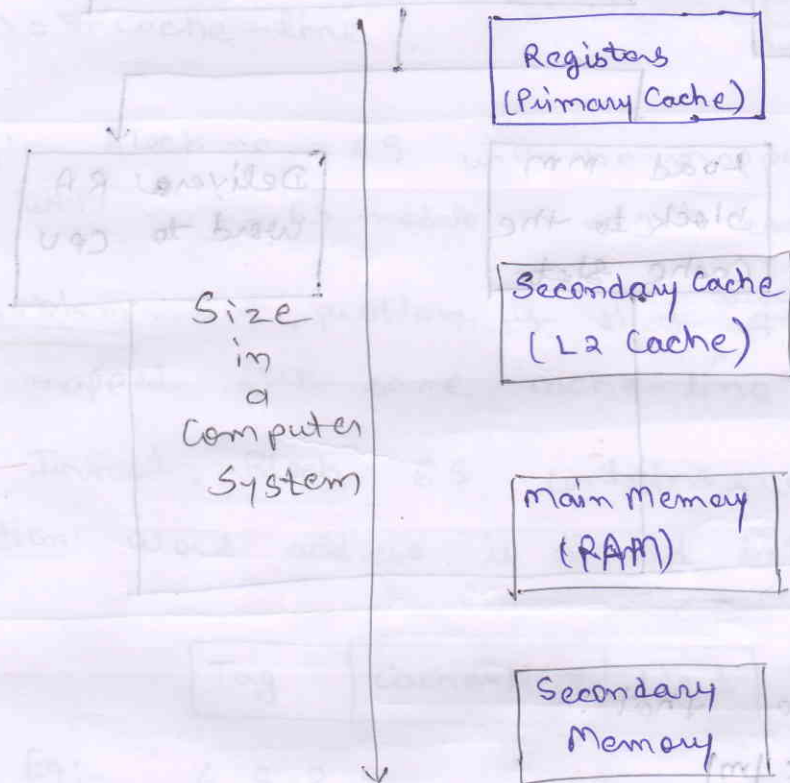 Registers
(Primary Cache)
Secondary Cache
(L2 Cache)
Size
in
a
Computer
System
Main Memory
(RAM)
Secondary
Memory